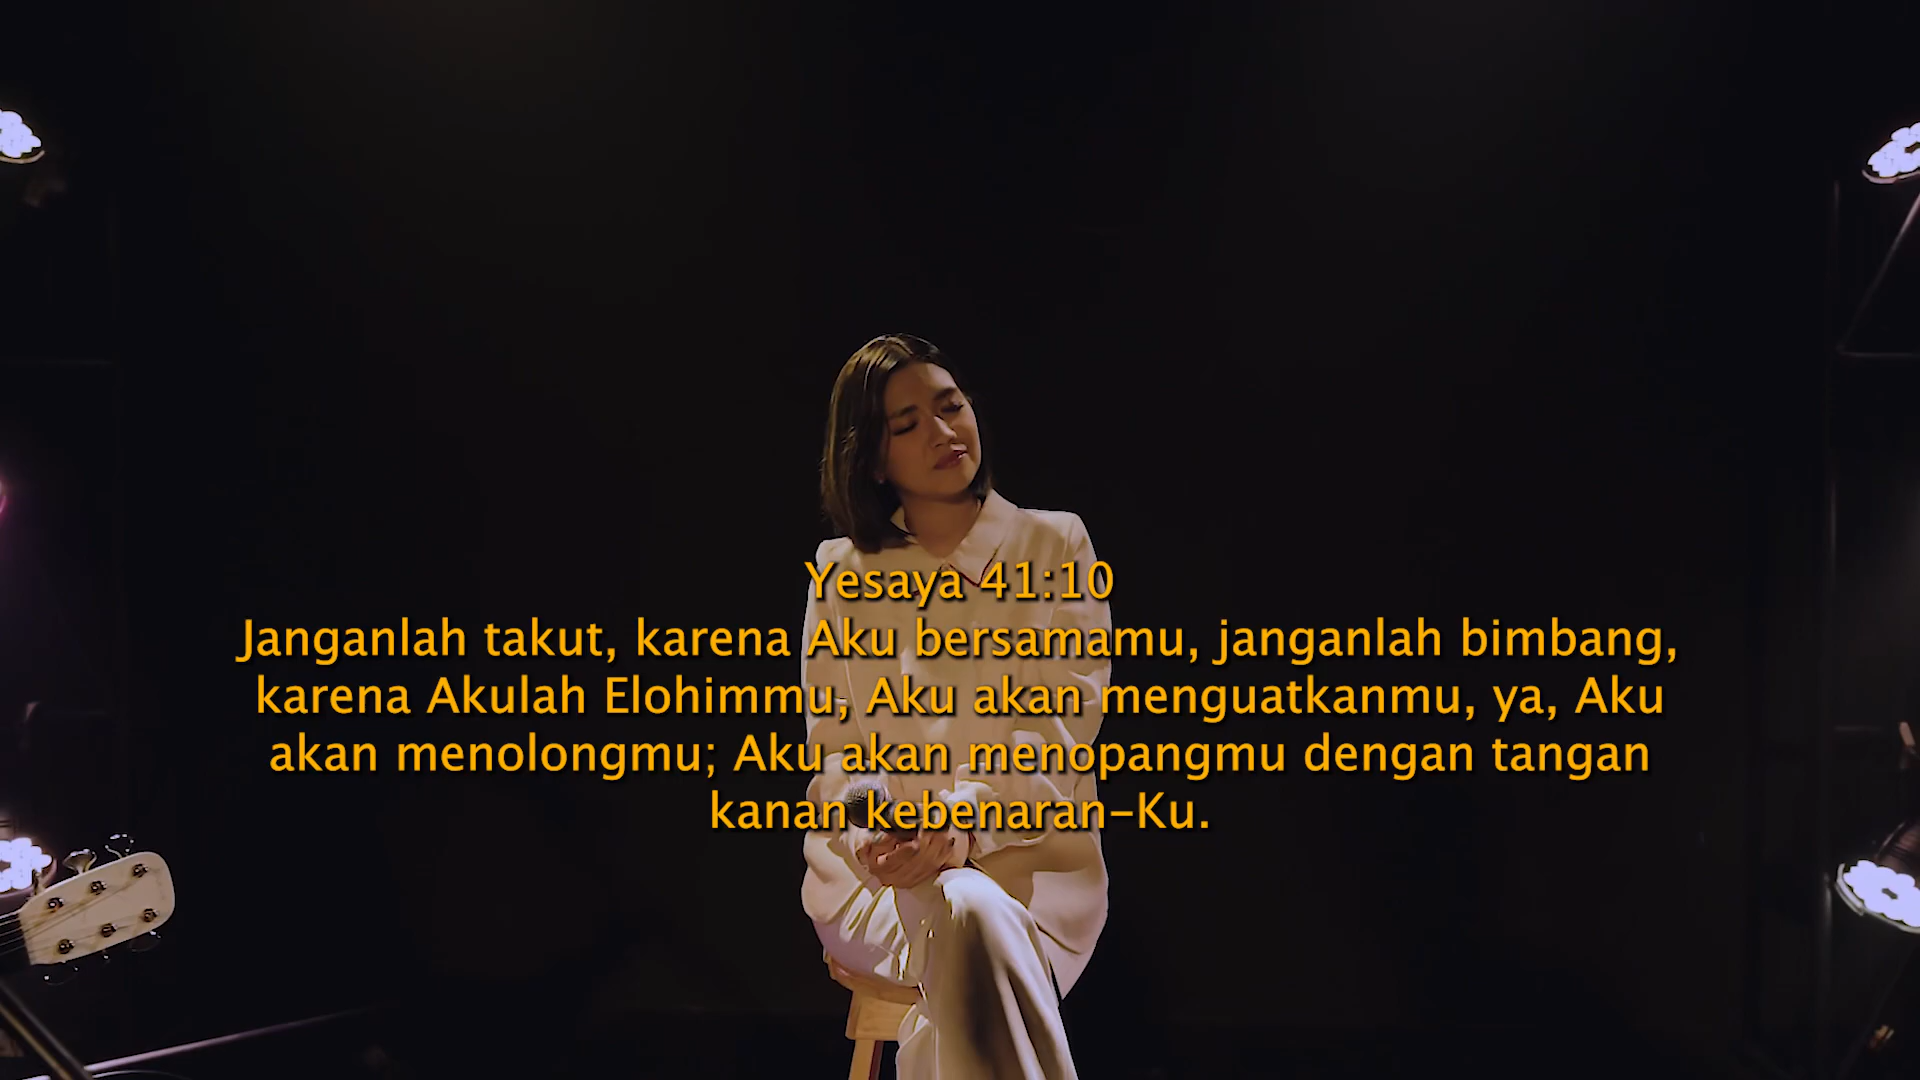 Yesaya 41:10
Janganlah takut, karena Aku bersamamu, janganlah bimbang,
karena Akulah Elohimmu, Aku akan menguatkanmu, ya, Aku
akan menolongmu; Aku akan menopangmu dengan tangan
kanan kebenaran-Ku.